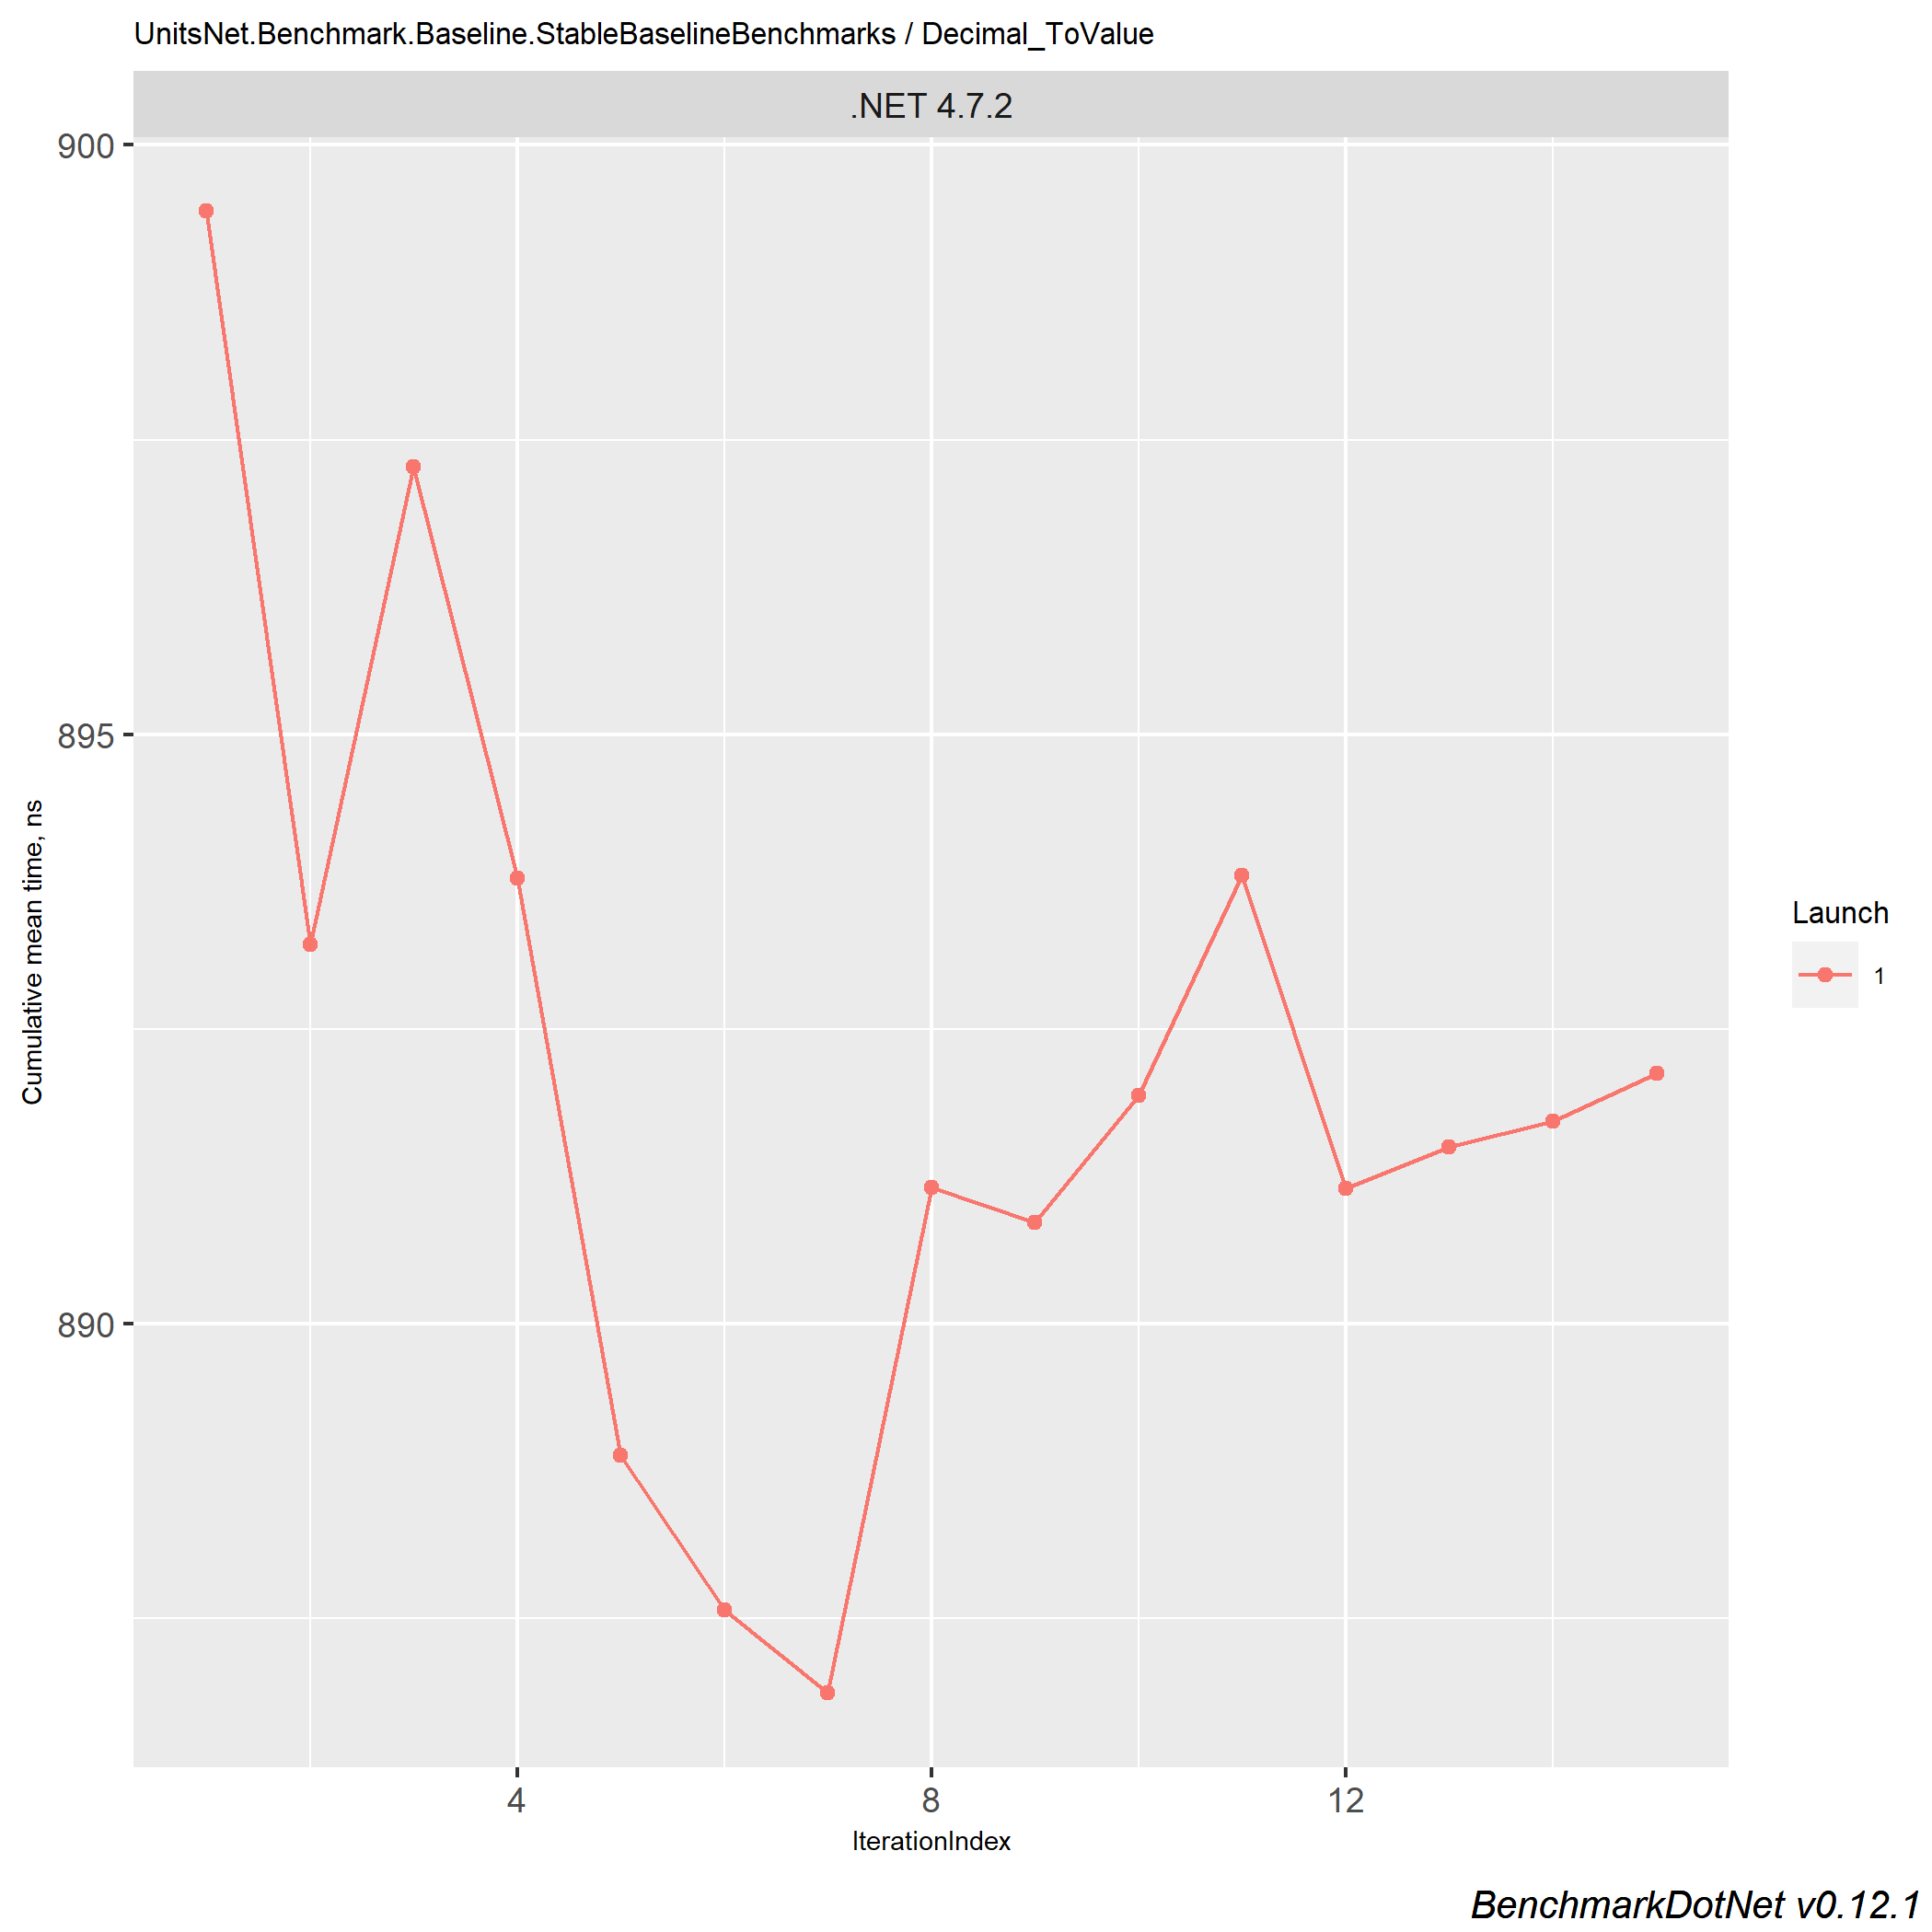 UnitsNet.Benchmark.Baseline.StableBaselineBenchmarks / Decimal_ToValue
.NET 4.7.2
900
895
890
Cumulative mean time, ns
4
8
12
IterationIndex
Launch
1
BenchmarkDotNet v0.12.1